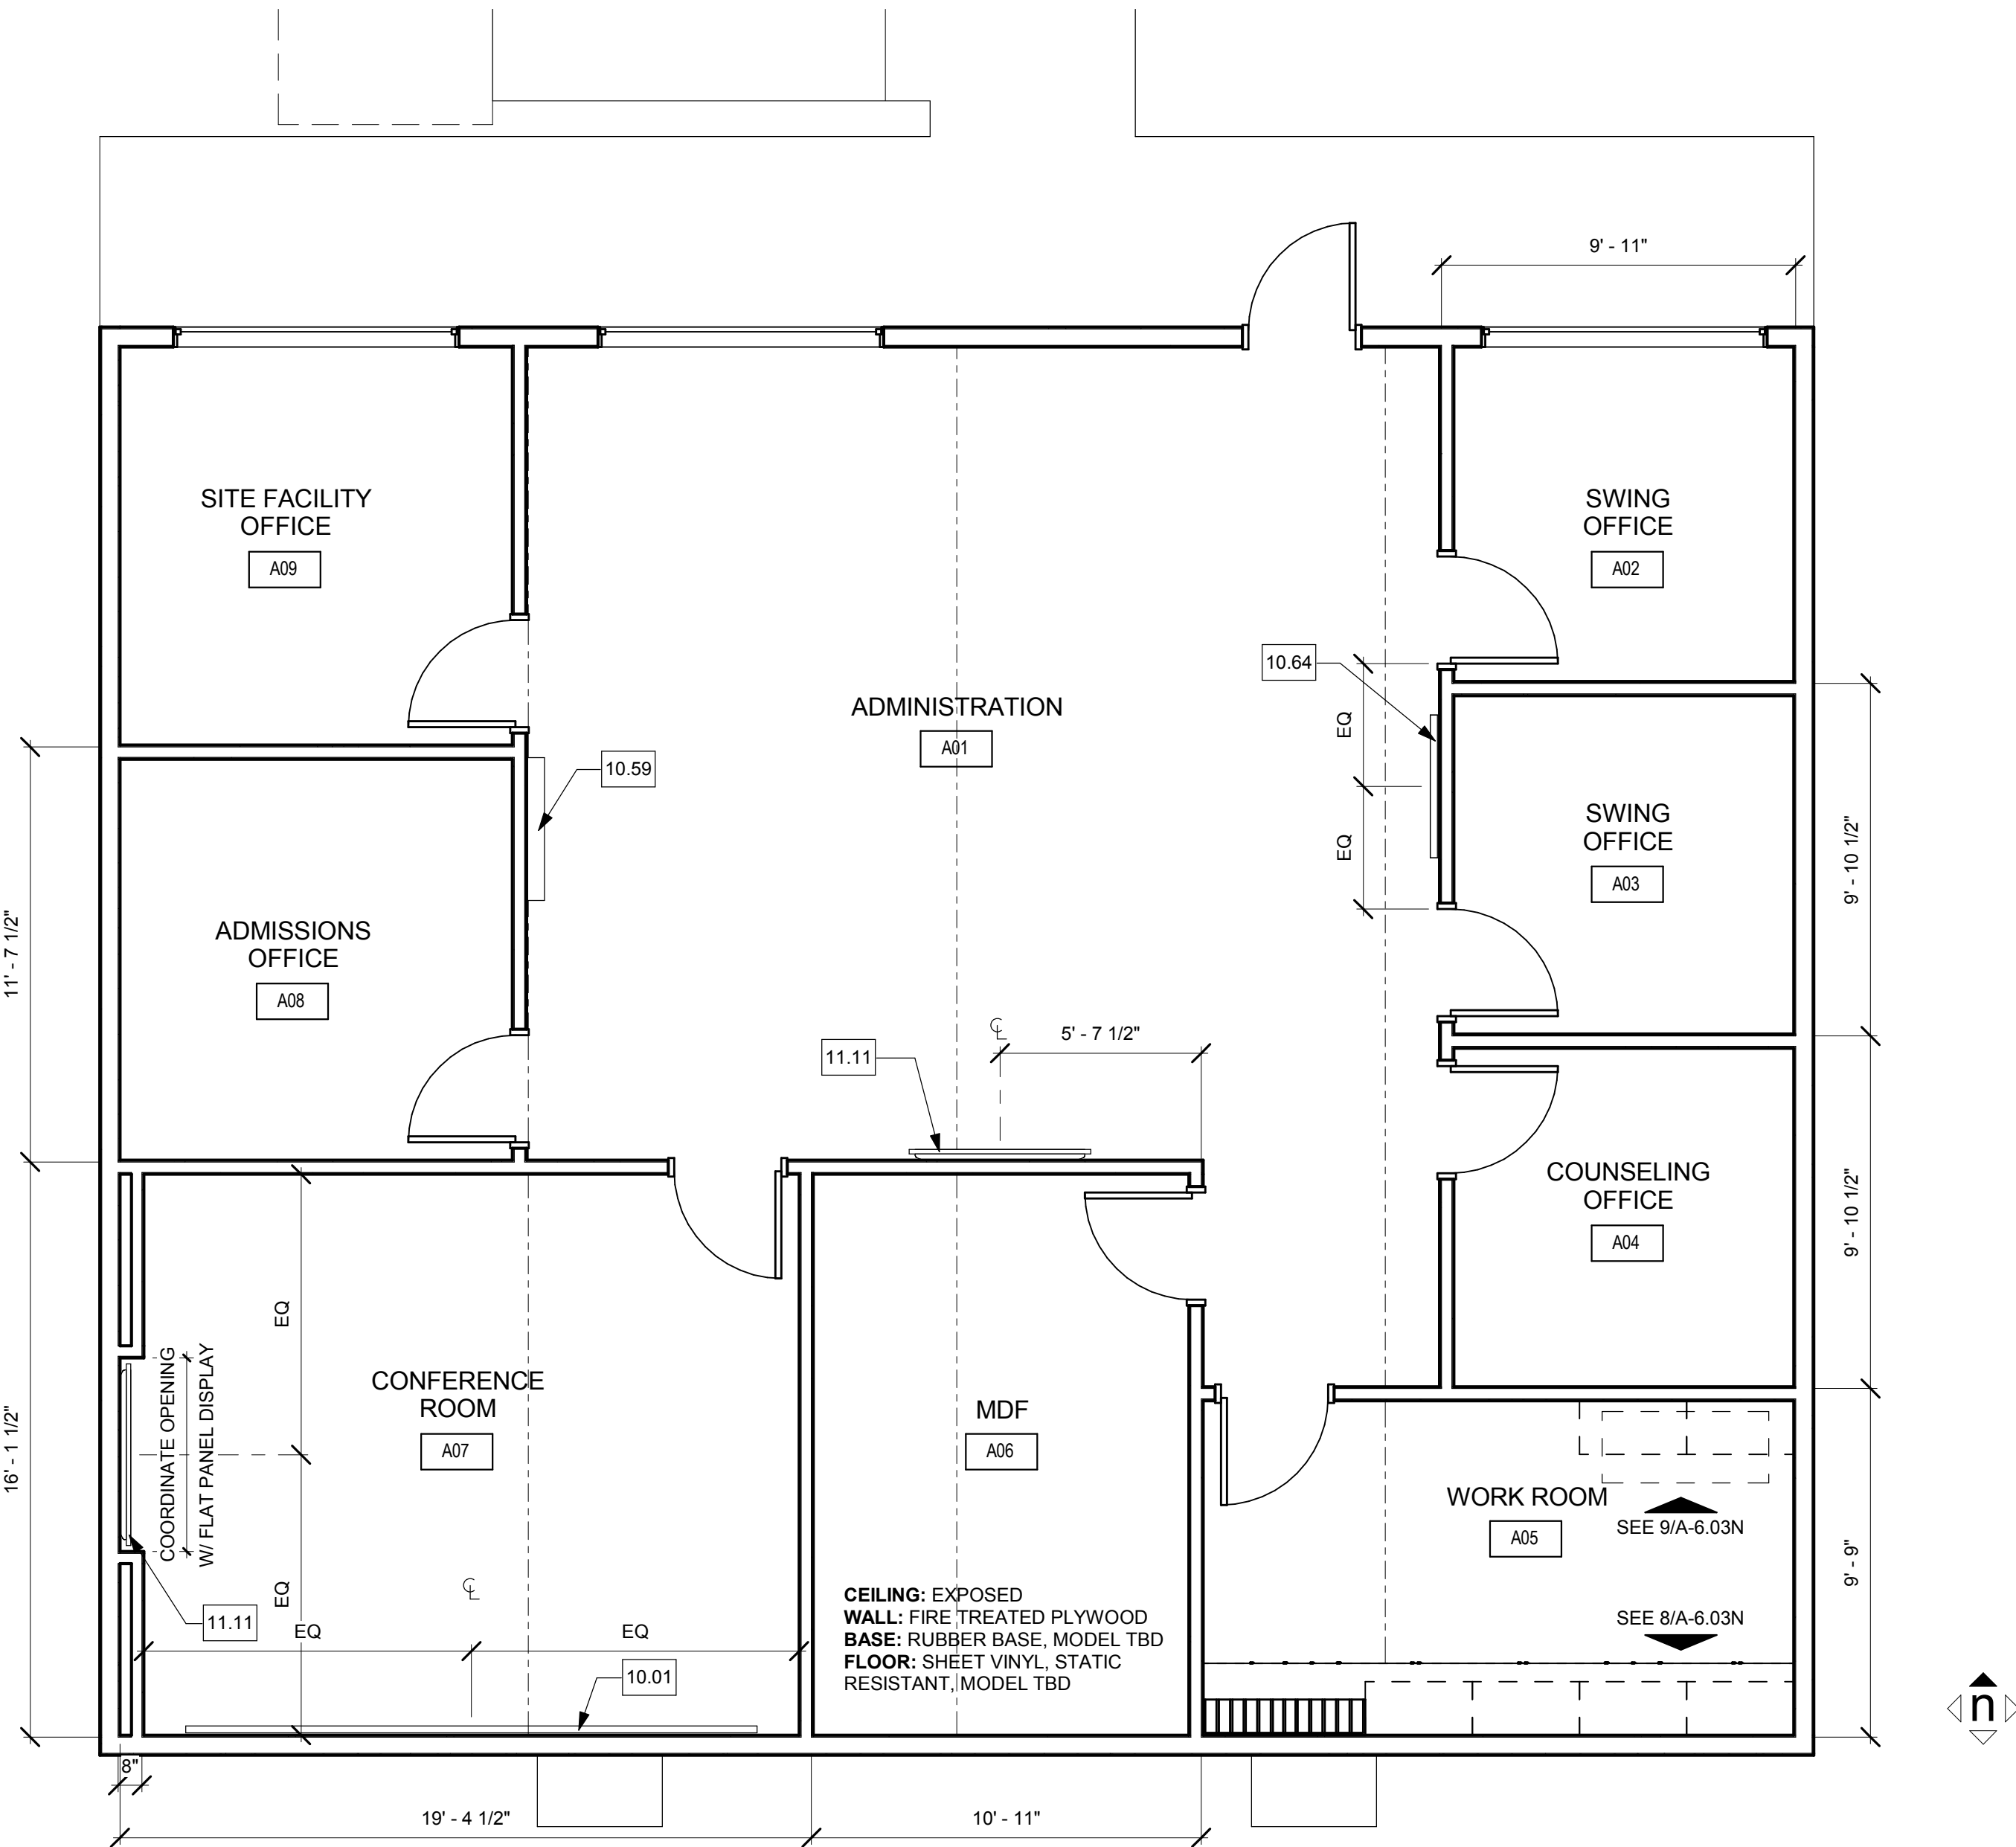 9' - 11"
SITE FACILITY
OFFICE
A09
SWING
OFFICE
A02
10.64
ADMINISTRATION
A01
EQ
10.59
SWING
OFFICE
A03
EQ
9' - 10 1/2"
ADMISSIONS
OFFICE
A08
11' - 7 1/2"
℄
5' - 7 1/2"
11.11
COUNSELING
OFFICE
A04
9' - 10 1/2"
EQ
COORDINATE OPENING
W/ FLAT PANEL DISPLAY
CONFERENCE
ROOM
A07
16' - 1 1/2"
MDF
A06
WORK ROOM
A05
SEE 9/A-6.03N
9' - 9"
SEE 8/A-6.03N
℄
EQ
11.11
EQ
EQ
10.01
CEILING: EXPOSED
WALL: FIRE TREATED PLYWOOD
BASE: RUBBER BASE, MODEL TBD
FLOOR: SHEET VINYL, STATIC
RESISTANT, MODEL TBD
n
8"
19' - 4 1/2"
10' - 11"